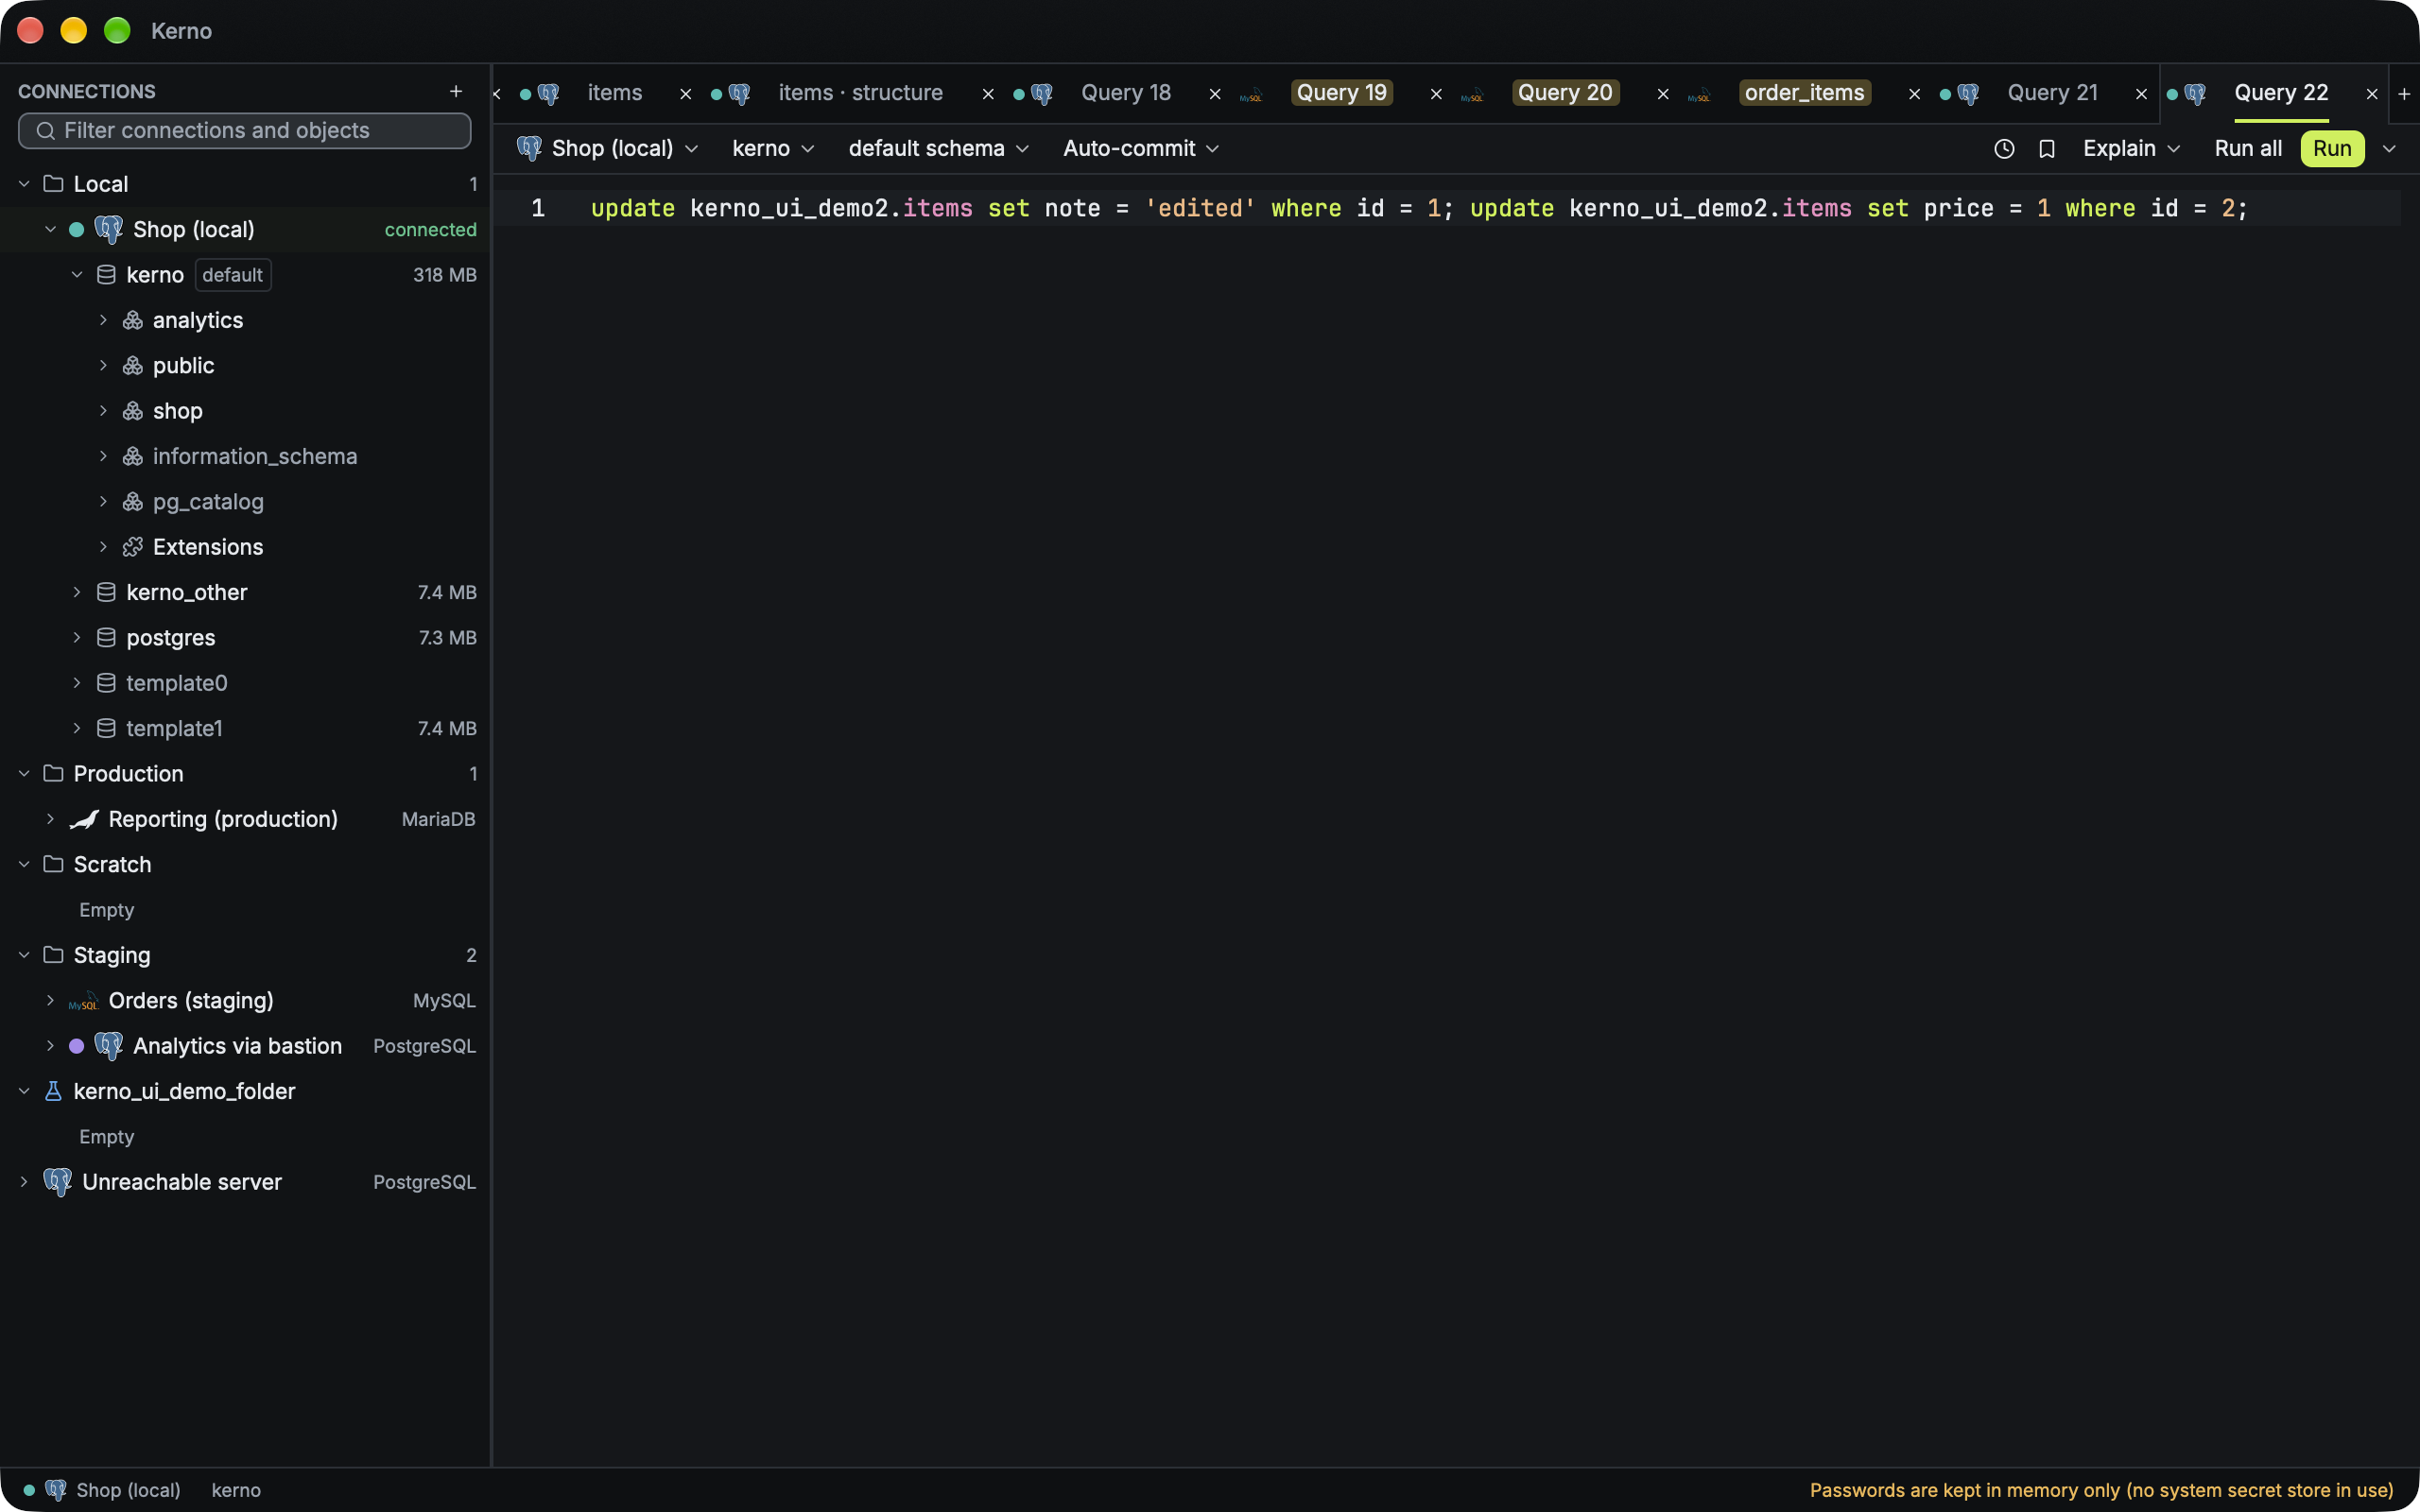 Kerno
CONNECTIONS
Filter connections and objects
Local 1
Shop (local) connected
kerno default 318 MB
analytics
public
shop
information_schema
pg_catalog
Extensions
kerno_other 7.4 MB
postgres 7.3 MB
template0
template1 7.4 MB
Production 1
Reporting (production) MariaDB
Scratch
Empty
Staging 2
MySQL Orders (staging) MySQL
Analytics via bastion PostgreSQL
kerno_ui_demo_folder
Empty
Unreachable server PostgreSQL
items items · structure Query 18 MySQL Query 19 MySQL Query 20 MySQL order_items Query 21 Query 22
Shop (local) kerno default schema Auto-commit Explain Run all Run
1 update kerno_ui_demo2.items set note = 'edited' where id = 1; update kerno_ui_demo2.items set price = 1 where id = 2;
Shop (local) kerno Passwords are kept in memory only (no system secret store in use)